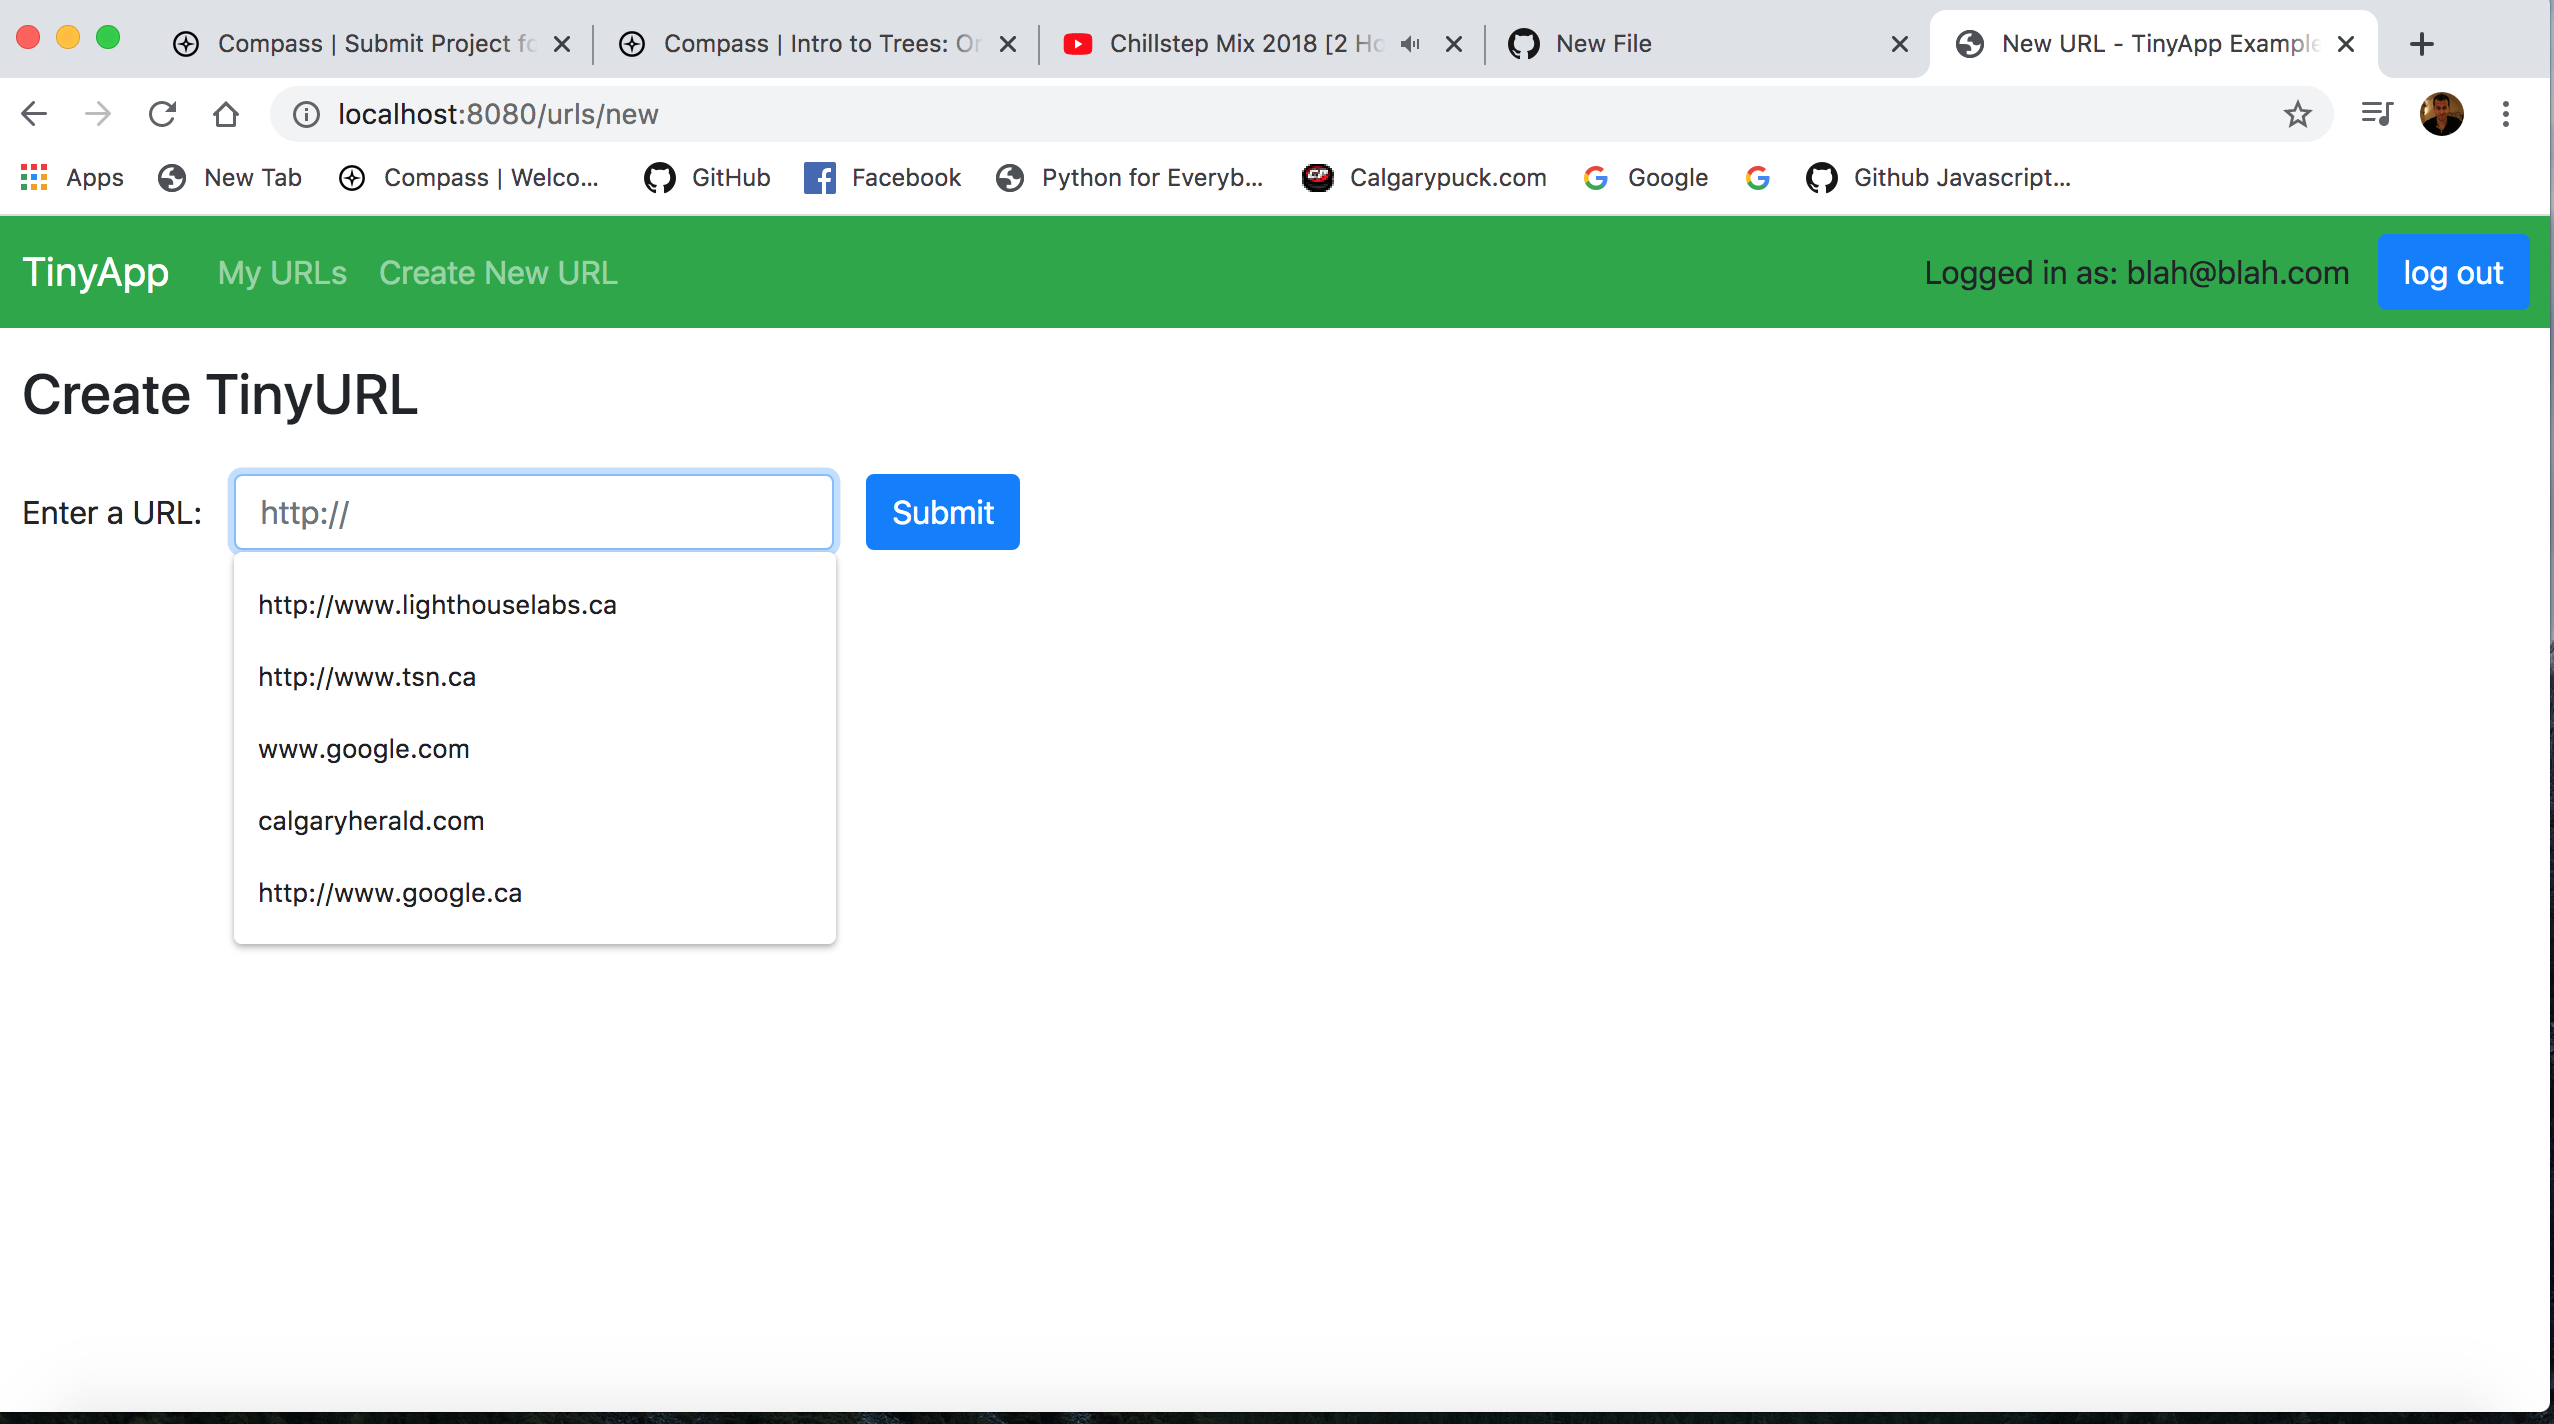 Compass | Submit Project fo
Compass | Intro to Trees: Or
Chillstep Mix 2018 [2 Ho
New File
New URL - TinyApp Example
localhost:8080/urls/new
Apps
New Tab
Compass | Welco...
GitHub
Facebook
Python for Everyb...
Calgarypuck.com
Google
Github Javascript...
TinyApp
My URLs
Create New URL
Logged in as: blah@blah.com
log out
Create TinyURL
Enter a URL:
http://
Submit
http://www.lighthouselabs.ca
http://www.tsn.ca
www.google.com
calgaryherald.com
http://www.google.ca